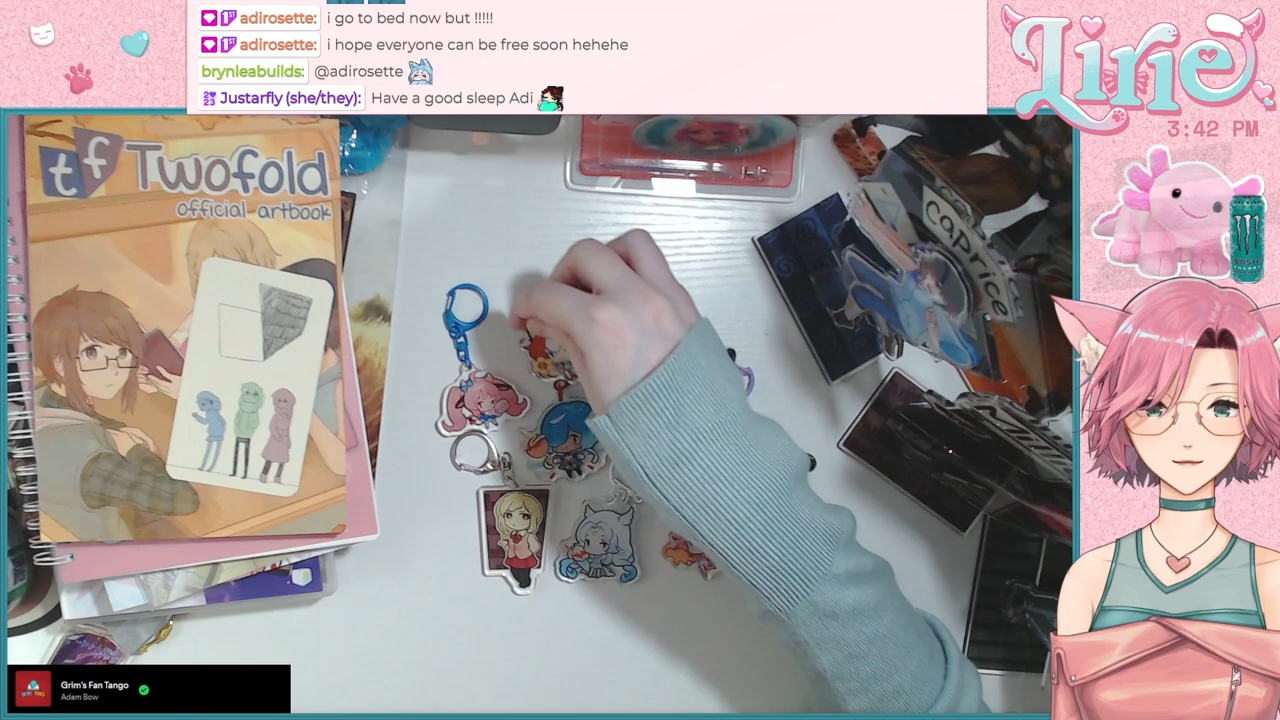 adirosette: i go to bed now but !!!!!
adirosette: i hope everyone can be free soon hehehe
brynleabuilds: @adirosette
Justarfly (she/they): Have a good sleep Adi
Lirie
3:42 PM
tf Twofold
official artbook
Caprice
Grim's Fan Tango
Adam Bow